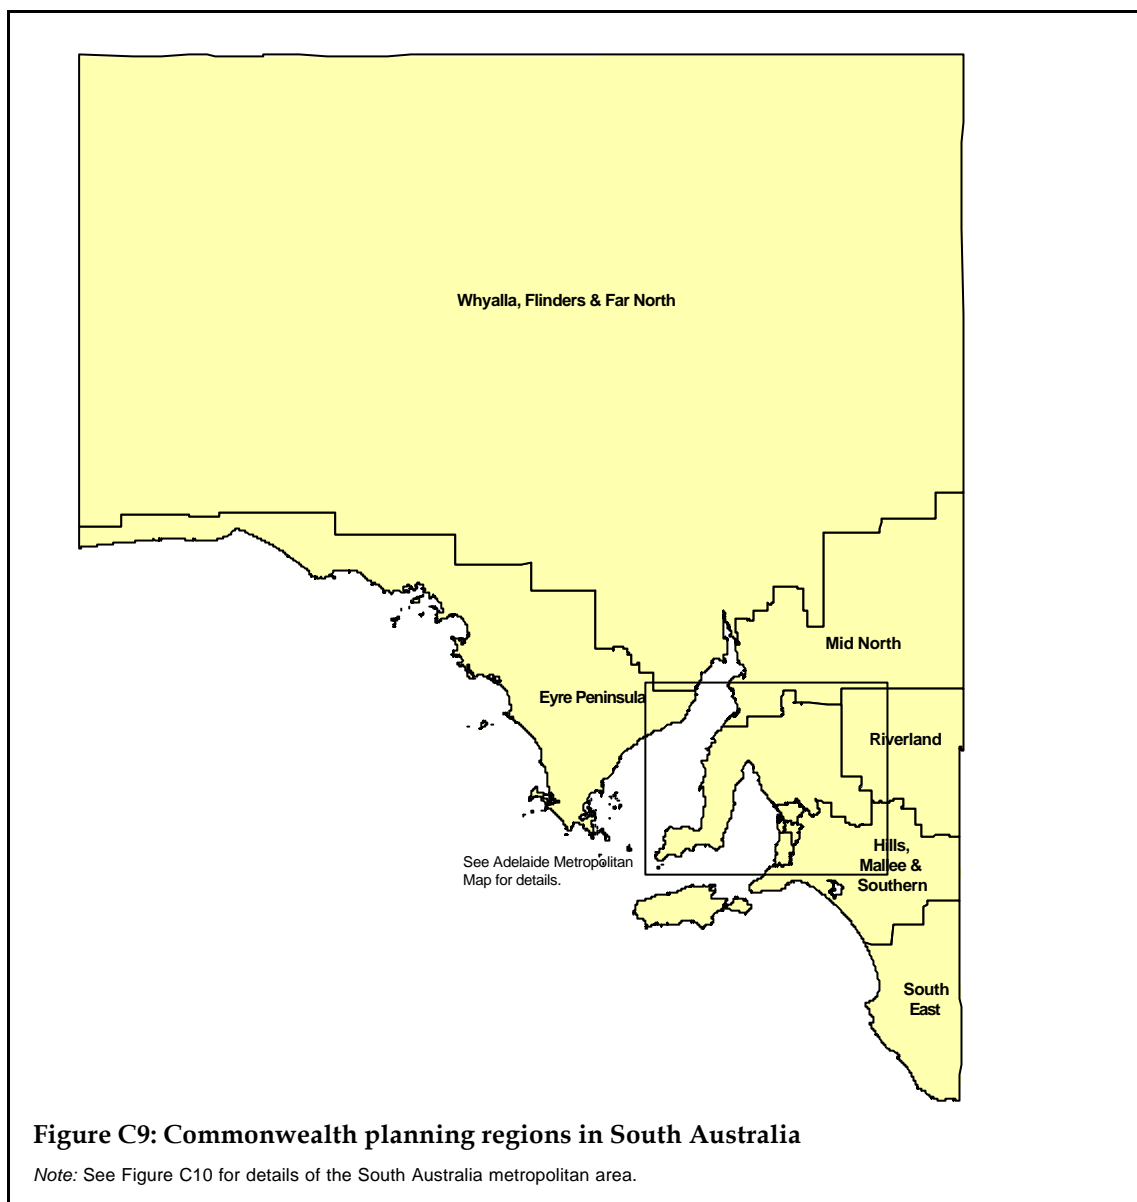 Whyalla, Flinders & Far North
Mid North
Eyre Peninsula
Riverland
Hills,
Mallee &
Southern
See Adelaide Metropolitan
Map for details.
South
East
Figure C9: Commonwealth planning regions in South Australia
Note: See Figure C10 for details of the South Australia metropolitan area.